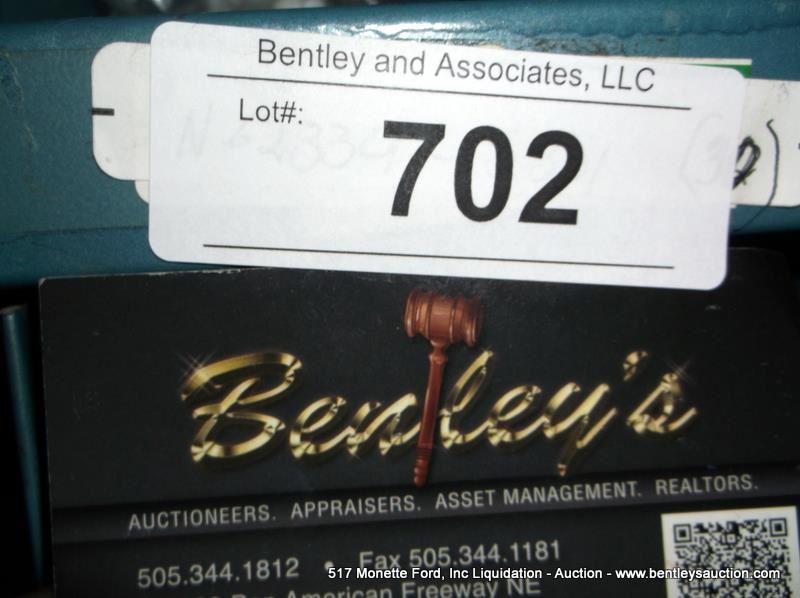 Bentley and Associates, LLC
Lot#:
702
Bentley's
AUCTIONEERS. APPRAISERS. ASSET MANAGEMENT. REALTORS.
505.344.1812 • Fax 505.344.1181
Pan American Freeway NE
517 Monette Ford, Inc Liquidation - Auction - www.bentleysauction.com